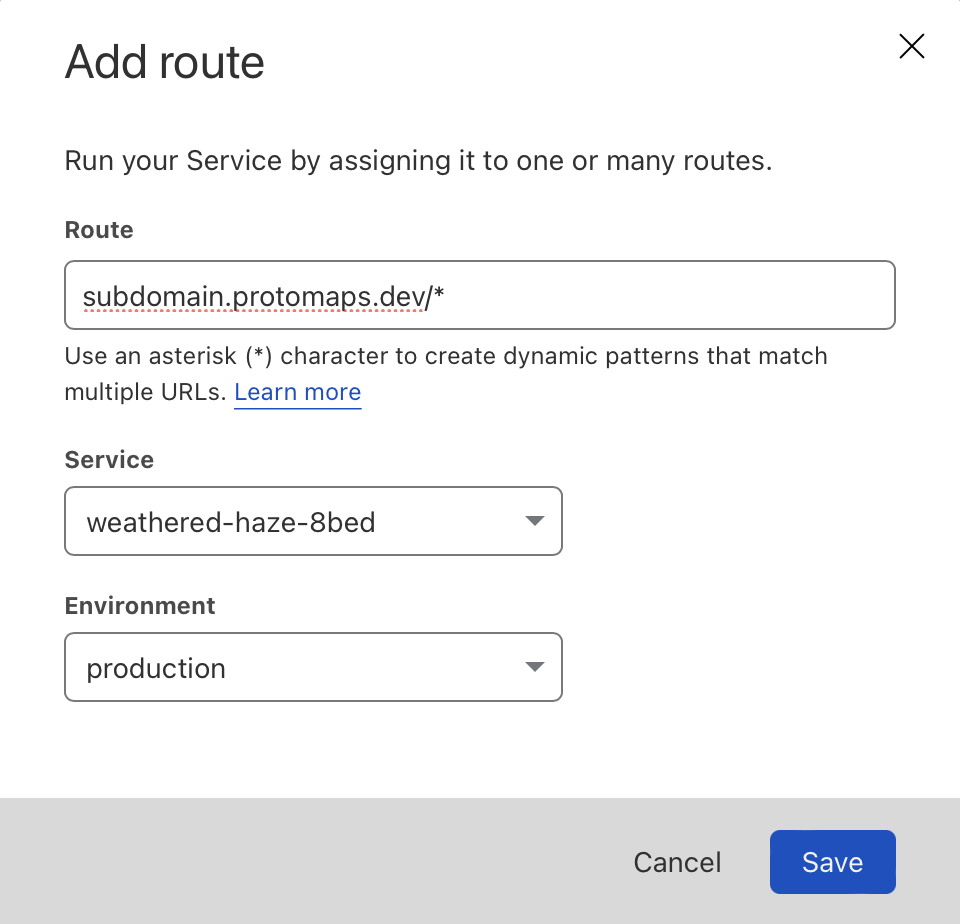 Add route
Run your Service by assigning it to one or many routes.
Route
subdomain.protomaps.dev/*
Use an asterisk (*) character to create dynamic patterns that match
multiple URLs. Learn more
Service
weathered-haze-8bed
Environment
production
Cancel
Save